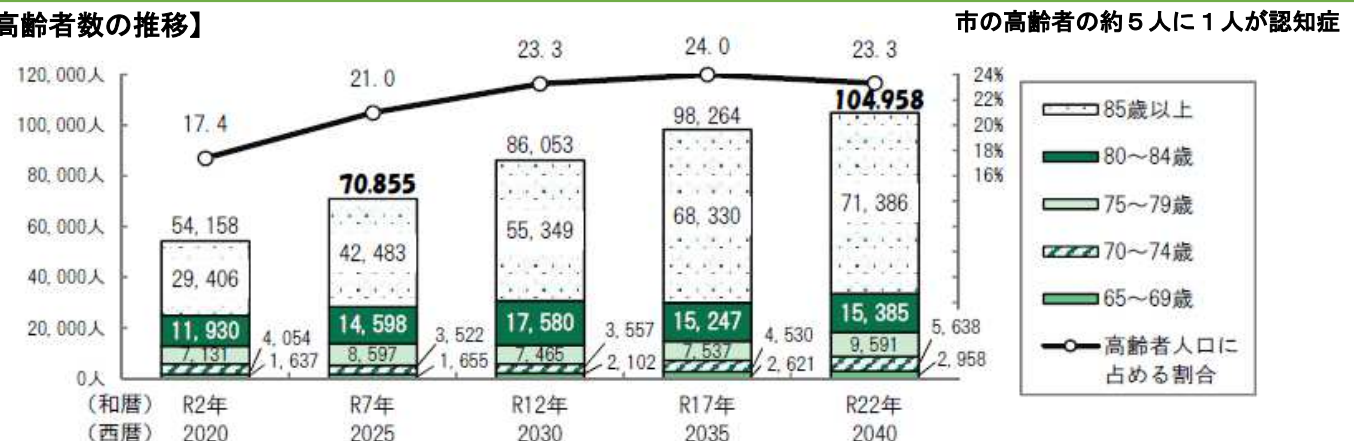 高齢者数の推移】
市の高齢者の約５人に１人が認知症
17.4
21.0
23.3
24.0
23.3
120,000人
100,000人
80,000人
60,000人
40,000人
20,000人
0人
24%
22%
20%
18%
16%
54,158
29,406
11,930
7,131
4,054
1,637
70.855
42,483
14,598
8,597
3,522
1,655
86,053
55,349
17,580
7,465
3,557
2,102
98,264
68,330
15,247
7,537
4,530
2,621
104.958
71,386
15,385
9,591
5,638
2,958
(和暦) R2年 R7年 R12年 R17年 R22年
(西暦) 2020 2025 2030 2035 2040
85歳以上
80～84歳
75～79歳
70～74歳
65～69歳
高齢者人口に
占める割合